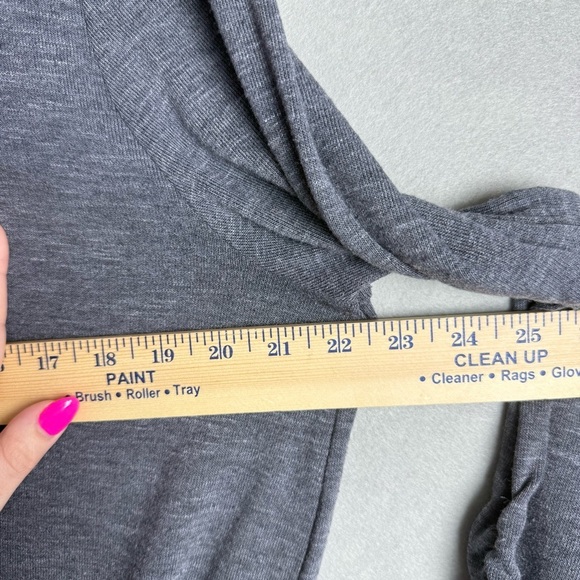 17 18 19 20 21 22 23 24 25
PAINT
• Brush • Roller • Tray
CLEAN UP
• Cleaner • Rags • Glov